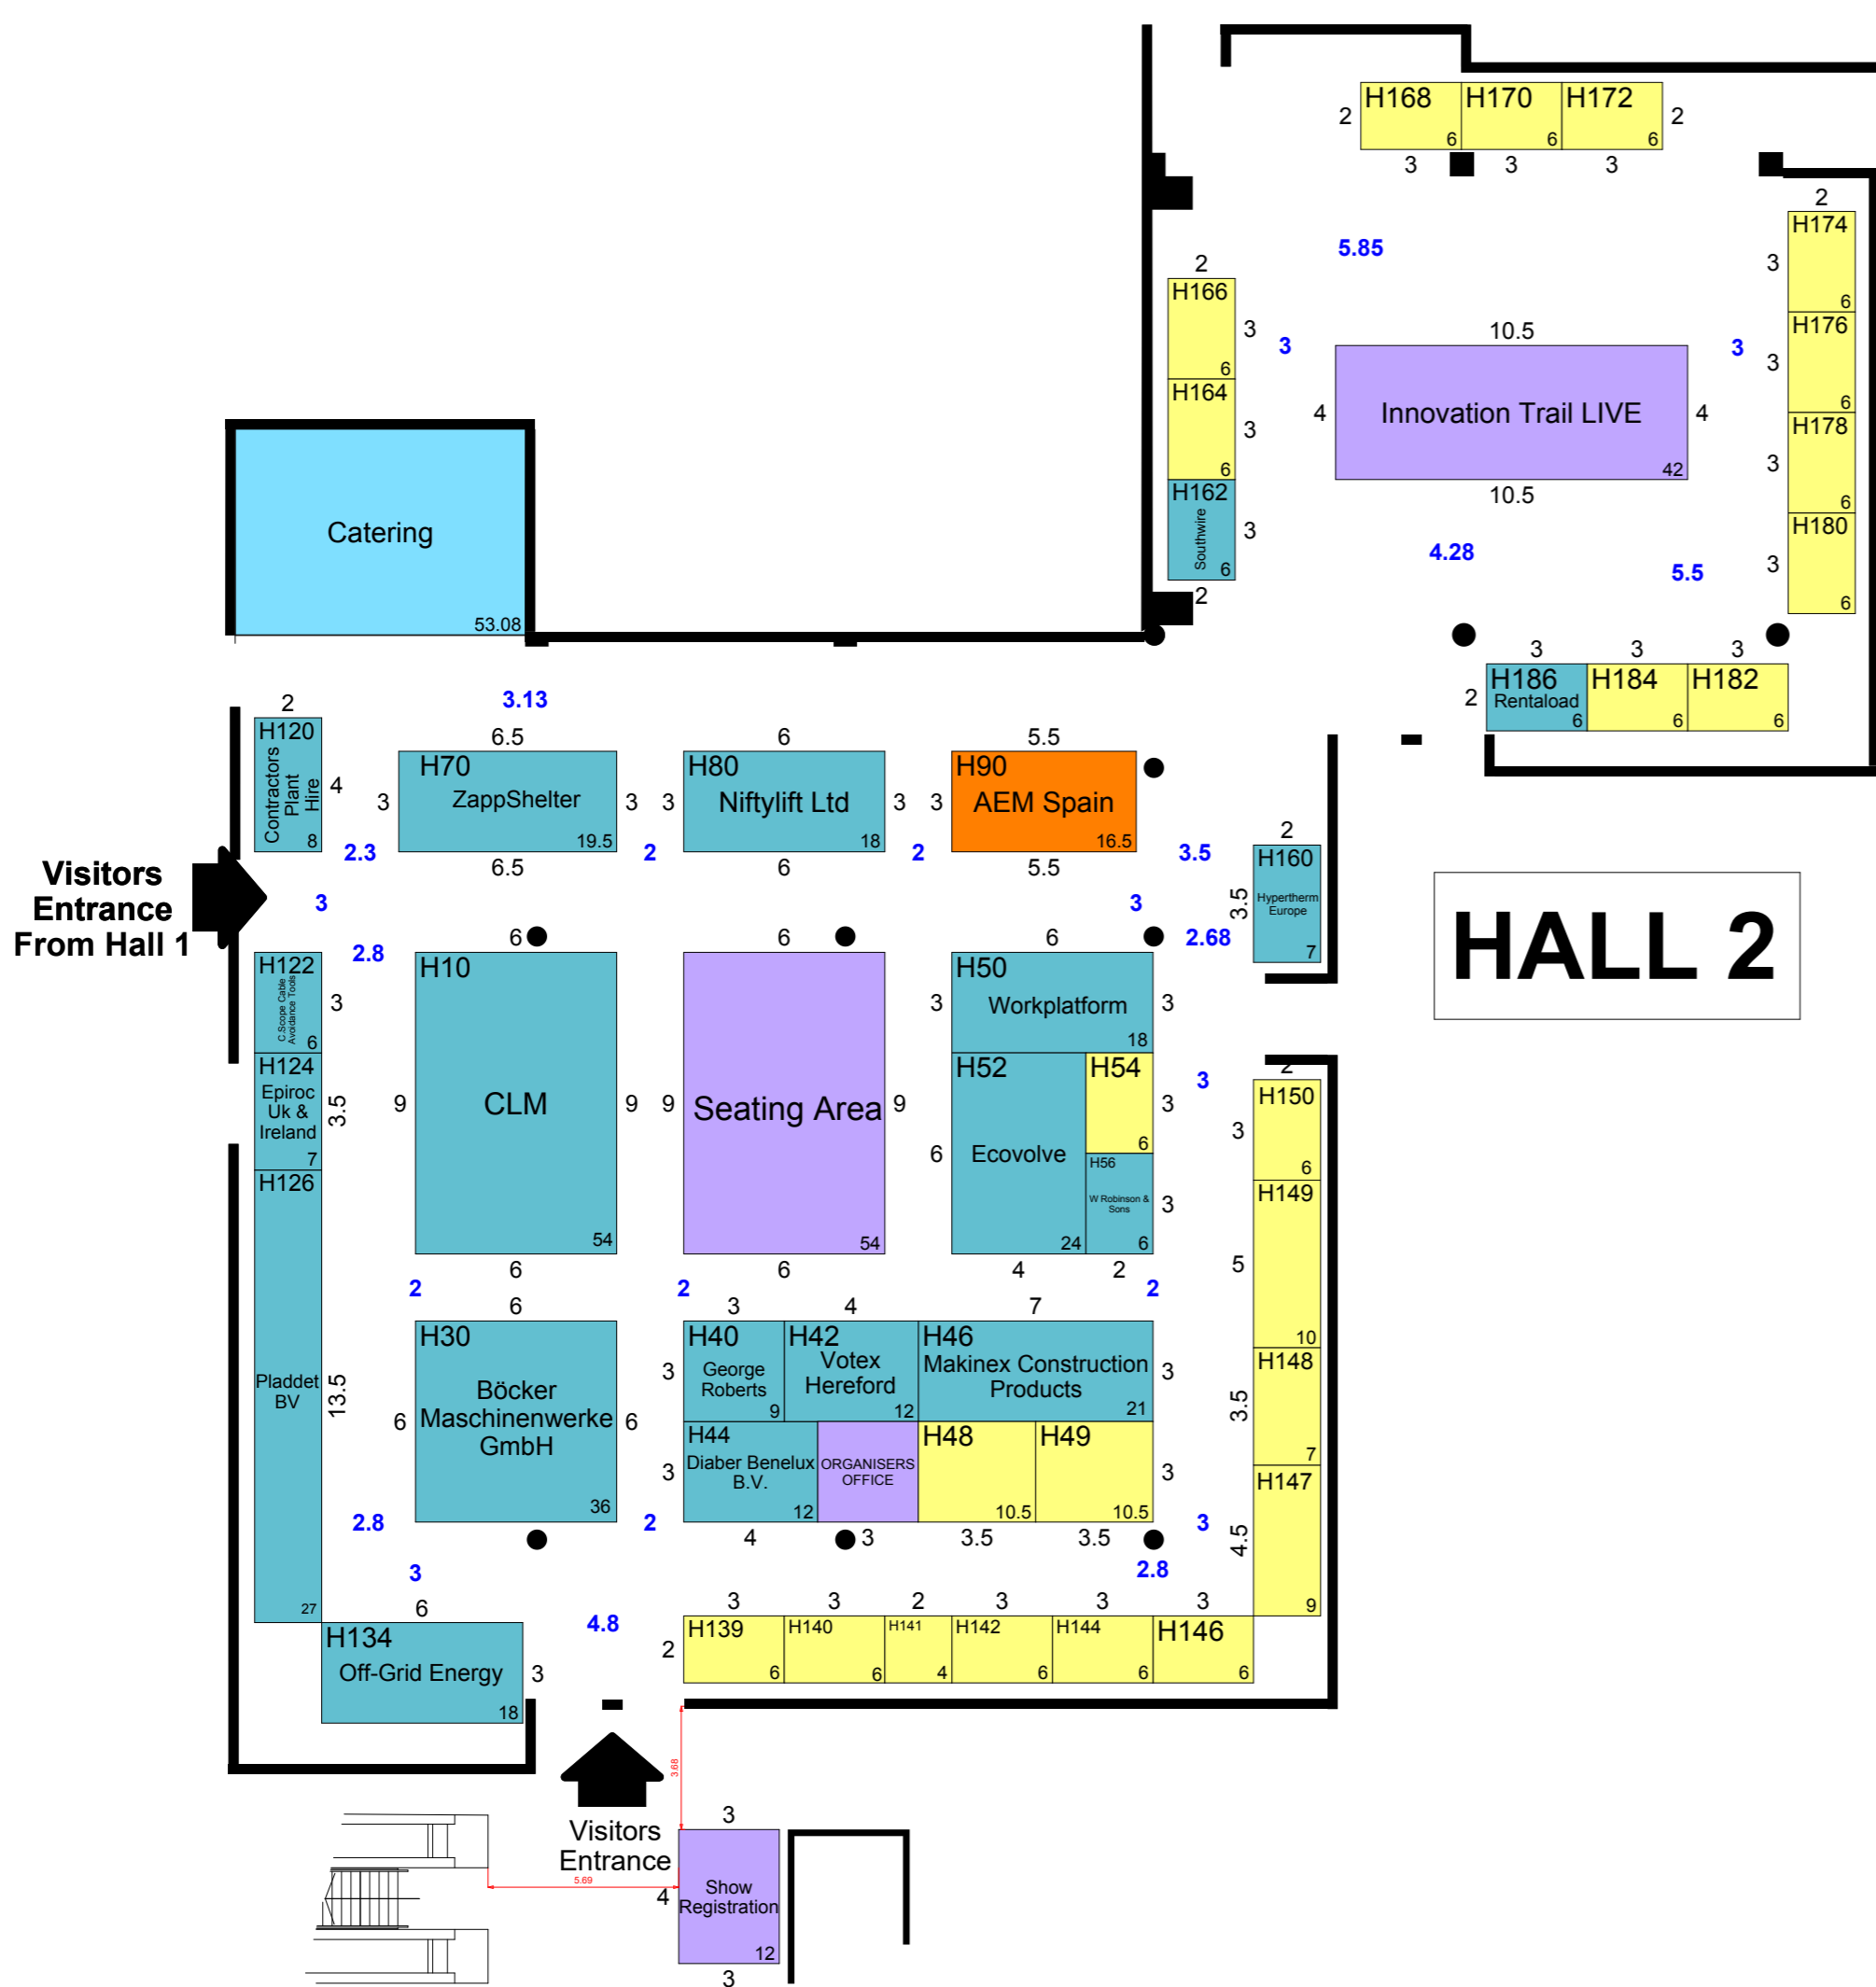 H168
6
H170
6
H172
6
2
2
3
3
3
2
H174
3
6
H176
3
6
H178
3
6
H180
3
6
5.85
2
H166
3
6
H164
3
6
H162
Southwire
3
6
2
3
3
10.5
4
Innovation Trail LIVE
4
42
10.5
4.28
5.5
Catering
53.08
3
3
3
2
H186
Rentaload
6
H184
6
H182
6
3.13
2
H120
Contractors
Plant
Hire
8
4
6.5
3
H70
ZappShelter
19.5
3
6.5
6
3
H80
Niftylift Ltd
18
3
6
5.5
3
H90
AEM Spain
16.5
5.5
2.3
2
2
3.5
Visitors
Entrance
From Hall 1
3
3
2.8
2.68
2
H160
Hypertherm
Europe
7
3.5
HALL 2
H122
C.Scope Cable
Avoidance Tools
6
3
H124
Epiroc
Uk &
Ireland
7
3.5
H126
Pladdet
BV
27
13.5
6
H10
CLM
54
9
9
6
6
Seating Area
54
9
9
6
6
H50
Workplatform
18
3
3
H52
Ecovolve
24
6
4
H54
6
3
H56
W Robinson &
Sons
6
3
2
3
2
H150
6
3
H149
10
5
H148
7
3.5
H147
9
4.5
2
2
2
6
H30
Böcker
Maschinenwerke
GmbH
36
6
6
3
4
7
H40
George
Roberts
9
3
H42
Votex
Hereford
12
H46
Makinex Construction
Products
21
3
H44
Diaber Benelux
B.V.
12
3
ORGANISERS
OFFICE
H48
10.5
H49
10.5
3
4
3
3.5
3.5
2.8
2
3
2.8
3
6
H134
Off-Grid Energy
18
3
4.8
3
3
2
3
3
3
2
H139
6
H140
6
H141
4
H142
6
H144
6
H146
6
3.68
Visitors
Entrance
5.69
3
4
Show
Registration
12
3